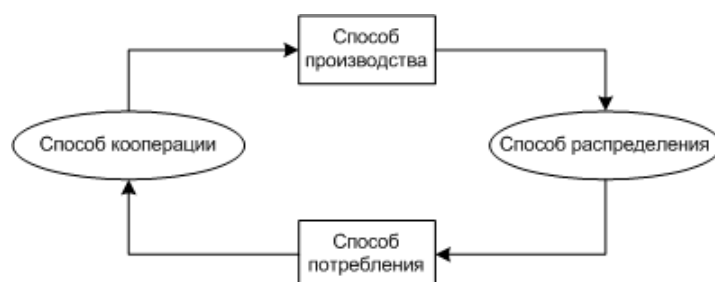 Способ
производства
Способ кооперации
Способ распределения
Способ
потребления